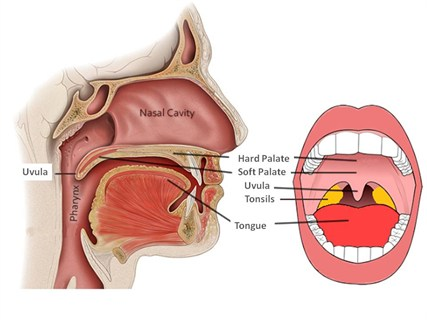 Nasal Cavity
Hard Palate
Soft Palate
Uvula
Uvula
Tonsils
Pharynx
Tongue